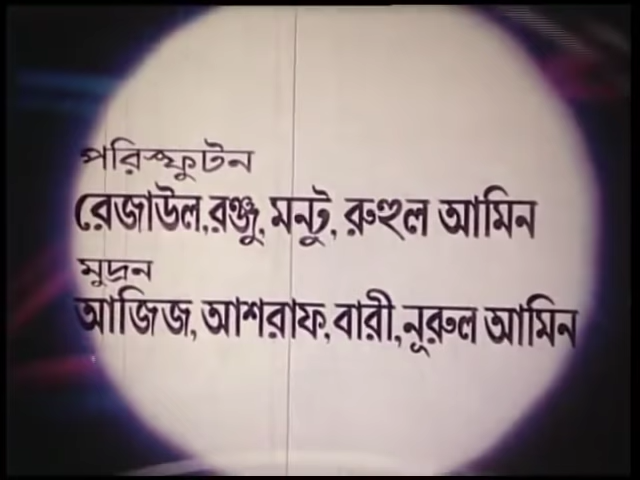 পরিস্ফুটন
রেজাউল,রঞ্জু, মন্টু, রুহুল আমিন
মুদ্রন
আজিজ, আশরাফ,বারী,নূরুল আমিন